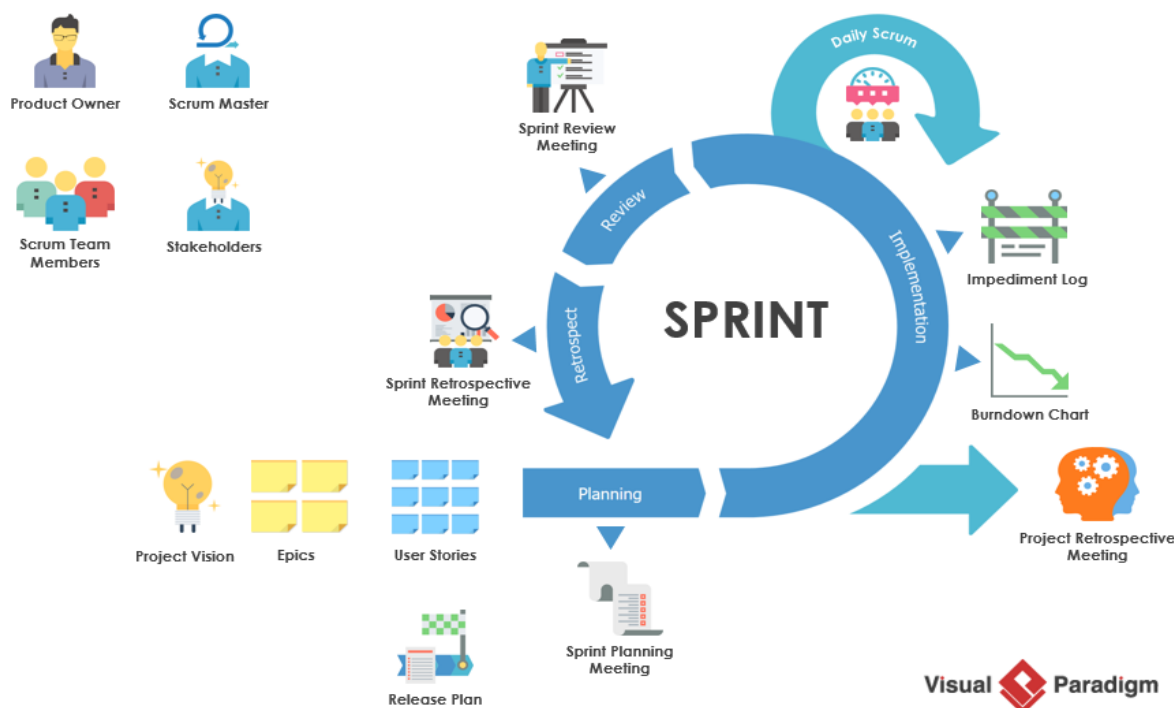 Product Owner
Scrum Master
Scrum Team
Members
Stakeholders
Sprint Review
Meeting
Daily Scrum
Review
Implementation
Impediment Log
SPRINT
Retrospect
Sprint Retrospective
Meeting
Burndown Chart
Planning
Project Vision
Epics
User Stories
Project Retrospective
Meeting
Sprint Planning
Meeting
Release Plan
Visual Paradigm